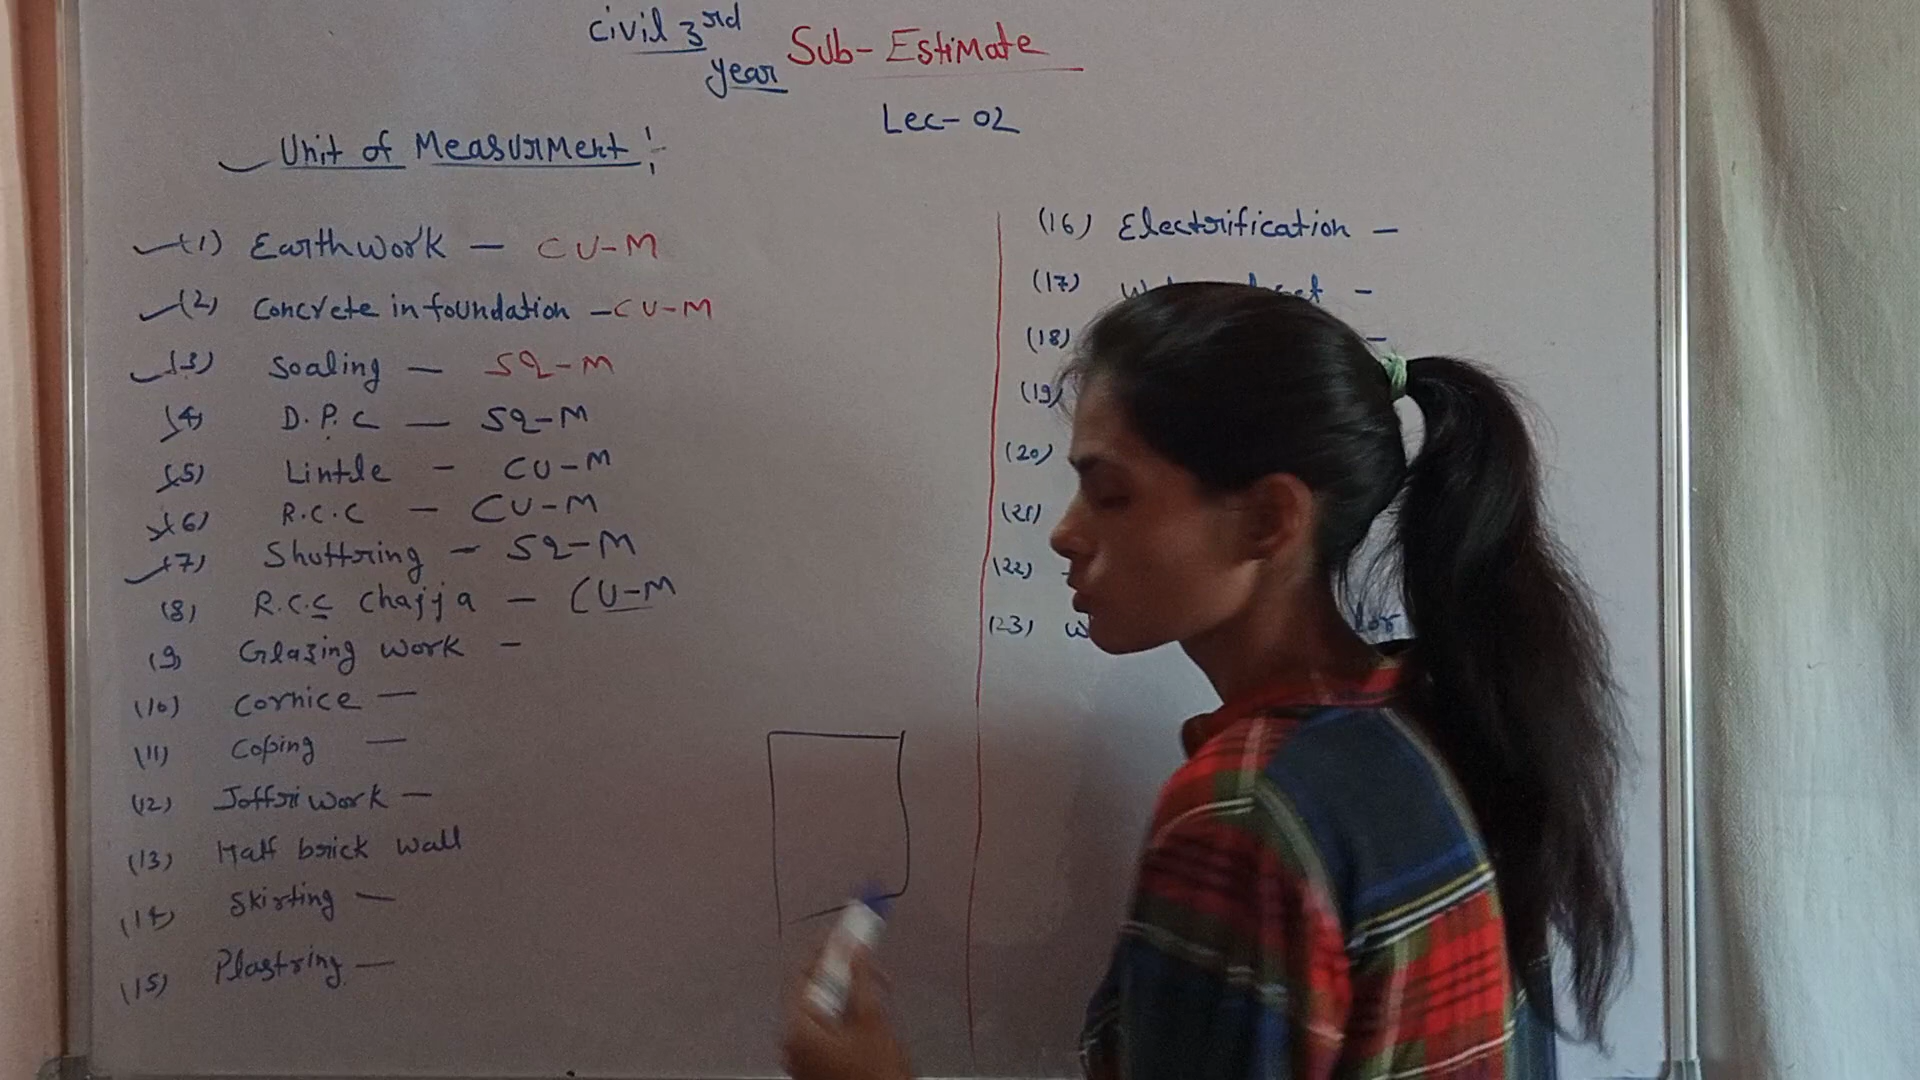 Civil 3rd
year
Sub-Estimate
Lec-02
Unit of Measurment :-
(1) Earthwork - CU-M
(2) Concrete in foundation - CU-M
(3) Soaling - SQ-M
(4) D.P.C - SQ-M
(5) Lintle - CU-M
(6) R.C.C - CU-M
(7) Shuttring - SQ-M
(8) R.C.C Chajja - CU-M
(9) Glazing work -
(10) Cornice -
(11) Coping -
(12) Joffri work -
(13) Half brick wall
(14) Skirting -
(15) Plastring -
(16) Electrification -
(17) -
(18) -
(19)
(20)
(21)
(22)
(23)